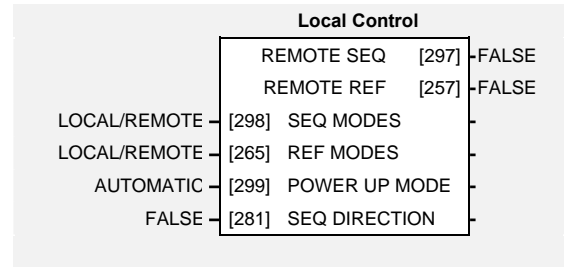 Local Control
REMOTE SEQ [297] FALSE
REMOTE REF [257] FALSE
LOCAL/REMOTE [298] SEQ MODES
LOCAL/REMOTE [265] REF MODES
AUTOMATIC [299] POWER UP MODE
FALSE [281] SEQ DIRECTION